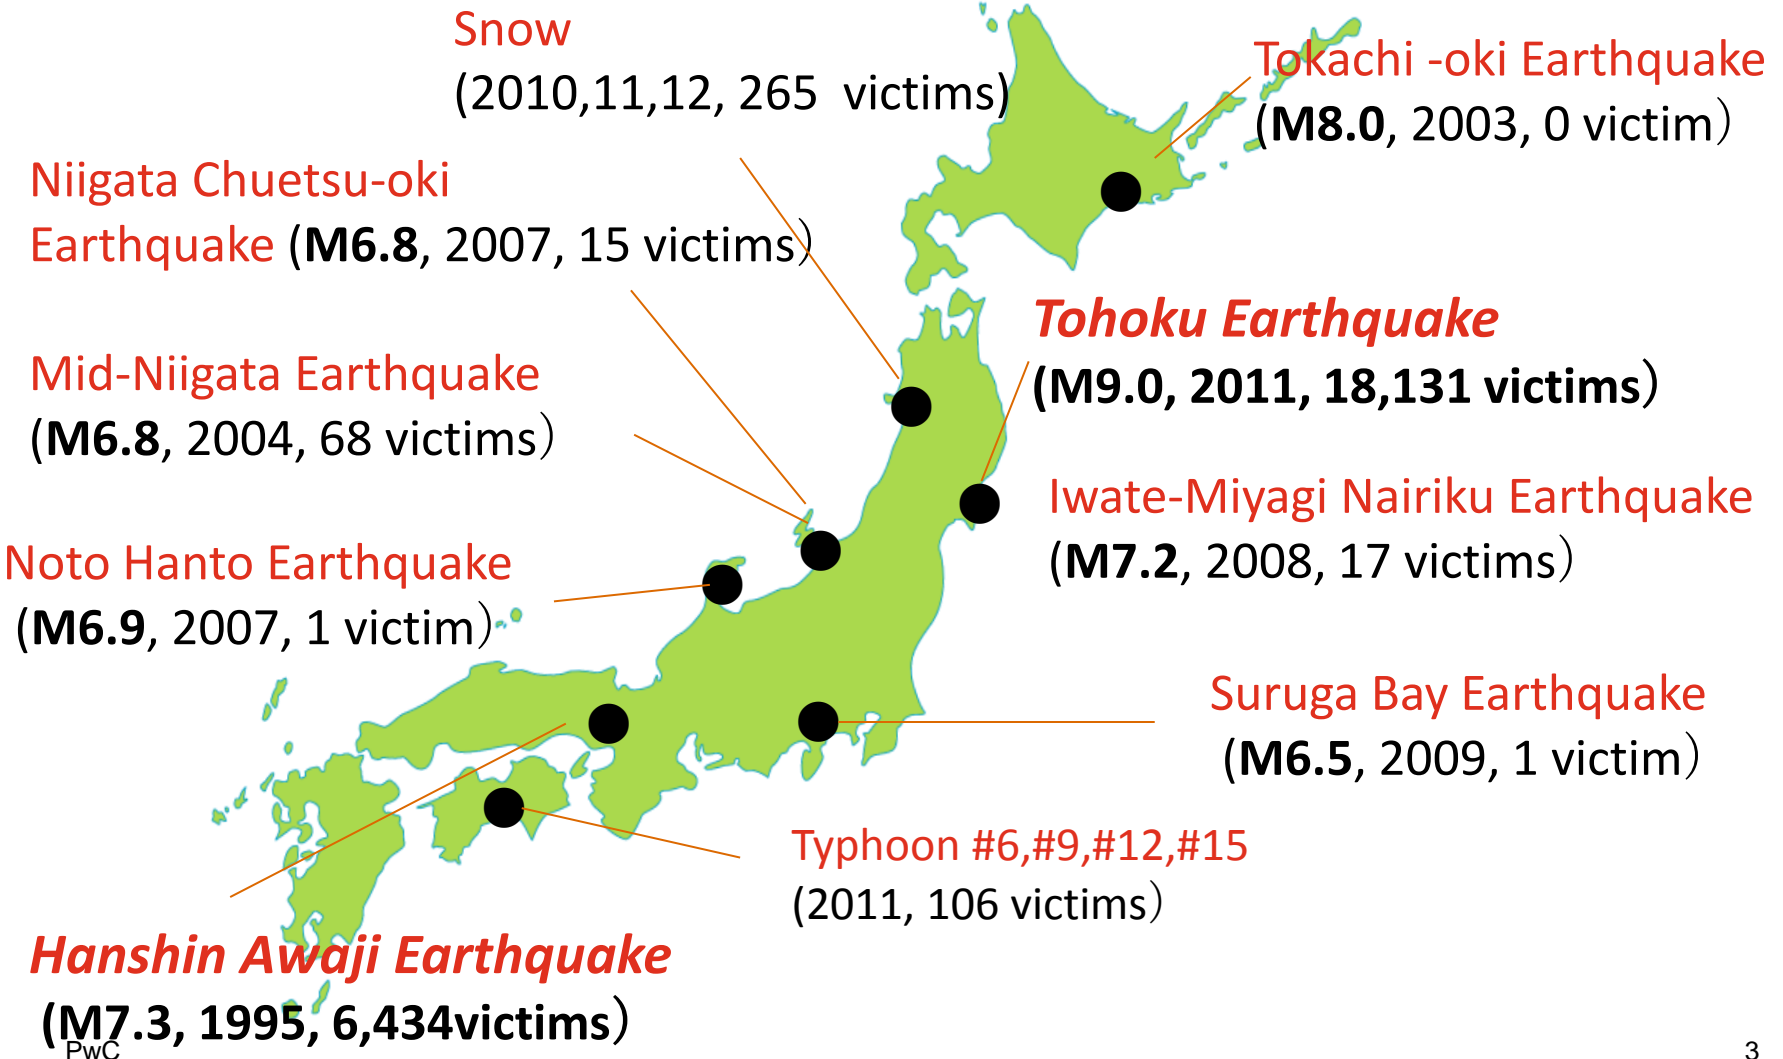 Snow
(2010,11,12, 265  victims)
Tokachi -oki Earthquake
(M8.0, 2003, 0 victim）
Niigata Chuetsu-oki
Earthquake (M6.8, 2007, 15 victims）
Tohoku Earthquake
(M9.0, 2011, 18,131 victims）
Mid-Niigata Earthquake
(M6.8, 2004, 68 victims）
Iwate-Miyagi Nairiku Earthquake
(M7.2, 2008, 17 victims）
Noto Hanto Earthquake
(M6.9, 2007, 1 victim）
Suruga Bay Earthquake
(M6.5, 2009, 1 victim）
Typhoon #6,#9,#12,#15
(2011, 106 victims）
Hanshin Awaji Earthquake
(M7.3, 1995, 6,434victims）
PwC
3